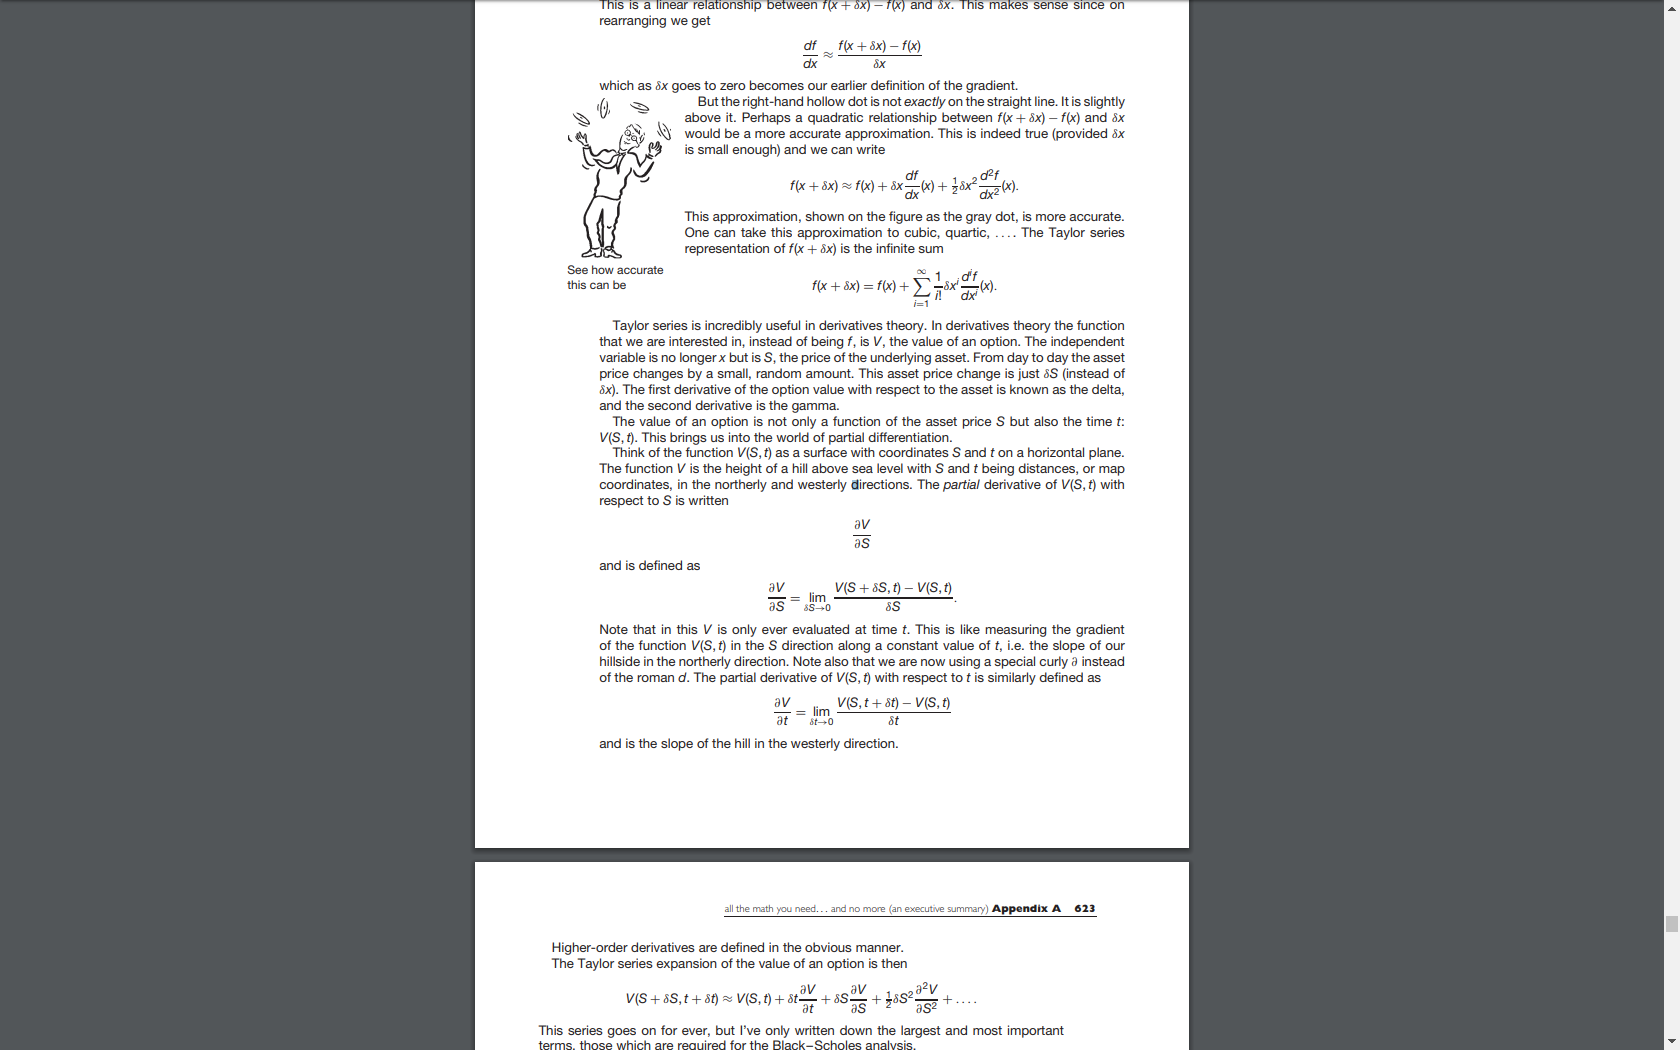 This is a linear relationship between f(x + δx) − f(x) and δx. This makes sense since on
rearranging we get
df/dx ≈ (f(x + δx) − f(x))/δx
which as δx goes to zero becomes our earlier definition of the gradient.
But the right-hand hollow dot is not exactly on the straight line. It is slightly
above it. Perhaps a quadratic relationship between f(x + δx) − f(x) and δx
would be a more accurate approximation. This is indeed true (provided δx
is small enough) and we can write
f(x + δx) ≈ f(x) + δx df/dx (x) + ½δx² d²f/dx² (x).
This approximation, shown on the figure as the gray dot, is more accurate.
One can take this approximation to cubic, quartic, .... The Taylor series
representation of f(x + δx) is the infinite sum
See how accurate
this can be
f(x + δx) = f(x) + ∑_{i=1}^{∞} 1/i! δx^i d^i f/dx^i (x).
Taylor series is incredibly useful in derivatives theory. In derivatives theory the function
that we are interested in, instead of being f, is V, the value of an option. The independent
variable is no longer x but is S, the price of the underlying asset. From day to day the asset
price changes by a small, random amount. This asset price change is just δS (instead of
δx). The first derivative of the option value with respect to the asset is known as the delta,
and the second derivative is the gamma.
The value of an option is not only a function of the asset price S but also the time t:
V(S, t). This brings us into the world of partial differentiation.
Think of the function V(S, t) as a surface with coordinates S and t on a horizontal plane.
The function V is the height of a hill above sea level with S and t being distances, or map
coordinates, in the northerly and westerly directions. The partial derivative of V(S, t) with
respect to S is written
∂V/∂S
and is defined as
∂V/∂S = lim_{δS→0} (V(S + δS, t) − V(S, t))/δS.
Note that in this V is only ever evaluated at time t. This is like measuring the gradient
of the function V(S, t) in the S direction along a constant value of t, i.e. the slope of our
hillside in the northerly direction. Note also that we are now using a special curly ∂ instead
of the roman d. The partial derivative of V(S, t) with respect to t is similarly defined as
∂V/∂t = lim_{δt→0} (V(S, t + δt) − V(S, t))/δt
and is the slope of the hill in the westerly direction.
all the math you need... and no more (an executive summary) Appendix A 623
Higher-order derivatives are defined in the obvious manner.
The Taylor series expansion of the value of an option is then
V(S + δS, t + δt) ≈ V(S, t) + δt ∂V/∂t + δS ∂V/∂S + ½δS² ∂²V/∂S² + ....
This series goes on for ever, but I've only written down the largest and most important
terms, those which are required for the Black–Scholes analysis.